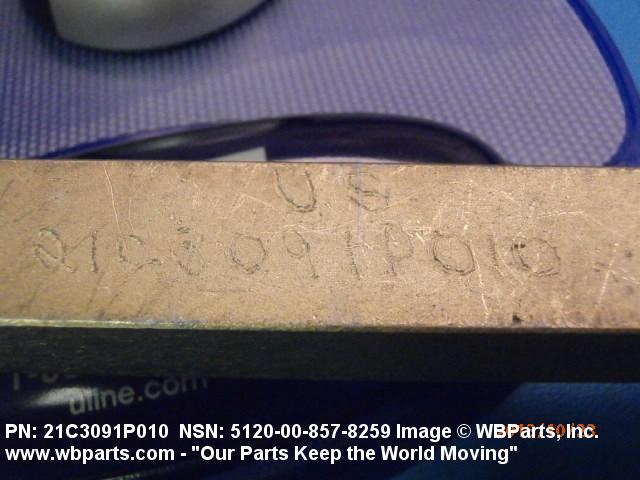 U S
21C3091P010
uline.com
PN: 21C3091P010 NSN: 5120-00-857-8259 Image © WBParts, Inc.
www.wbparts.com - "Our Parts Keep the World Moving"